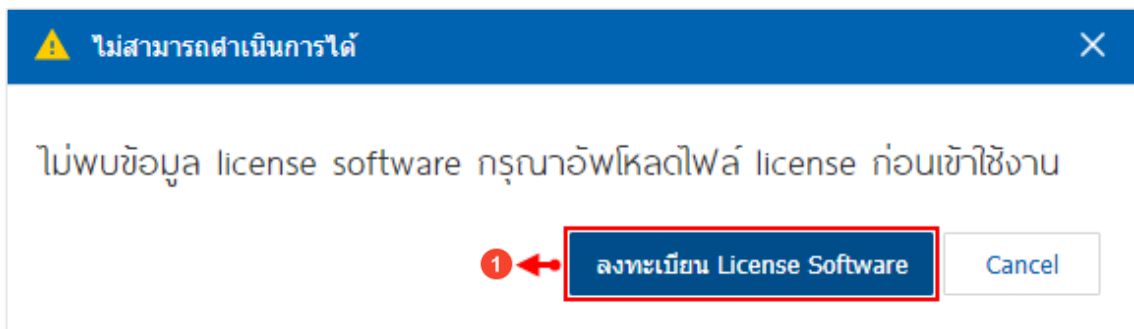 ไม่สามารถดำเนินการได้
ไม่พบข้อมูล license software กรุณาอัพโหลดไฟล์ license ก่อนเข้าใช้งาน
1 ลงทะเบียน License Software Cancel